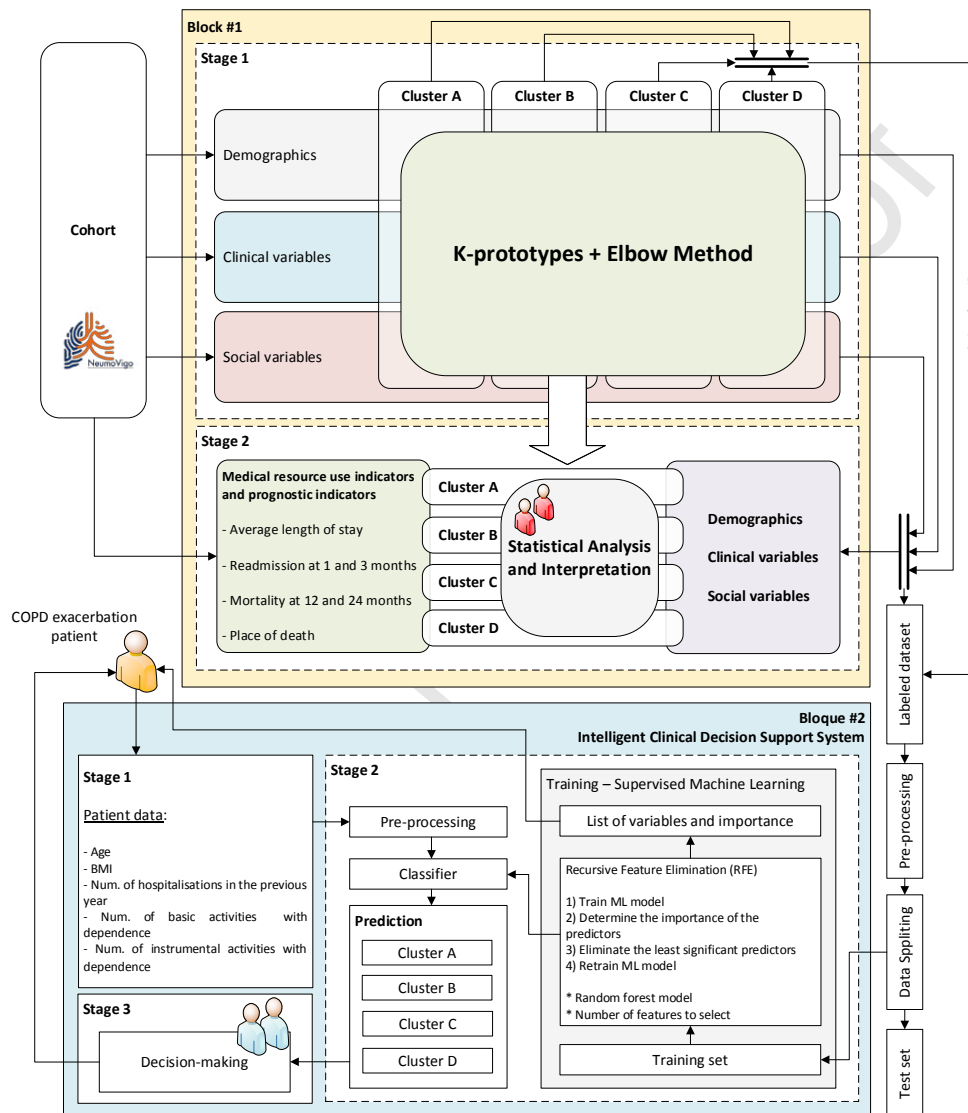 Block #1
Stage 1
Cluster A
Cluster B
Cluster C
Cluster D
Cohort
NeumoVigo
Demographics
Clinical variables
Social variables
K-prototypes + Elbow Method
Stage 2
Medical resource use indicators
and prognostic indicators
- Average length of stay
- Readmission at 1 and 3 months
- Mortality at 12 and 24 months
- Place of death
Cluster A
Cluster B
Cluster C
Cluster D
Statistical Analysis
and Interpretation
Demographics
Clinical variables
Social variables
COPD exacerbation
patient
Labeled dataset
Pre-processing
Data Sppliting
Test set
Bloque #2
Intelligent Clinical Decision Support System
Stage 1
Patient data:
- Age
- BMI
- Num. of hospitalisations in the previous
year
- Num. of basic activities with
dependence
- Num. of instrumental activities with
dependence
Stage 2
Pre-processing
Classifier
Prediction
Cluster A
Cluster B
Cluster C
Cluster D
Training – Supervised Machine Learning
List of variables and importance
Recursive Feature Elimination (RFE)
1) Train ML model
2) Determine the importance of the
predictors
3) Eliminate the least significant predictors
4) Retrain ML model
* Random forest model
* Number of features to select
Training set
Stage 3
Decision-making